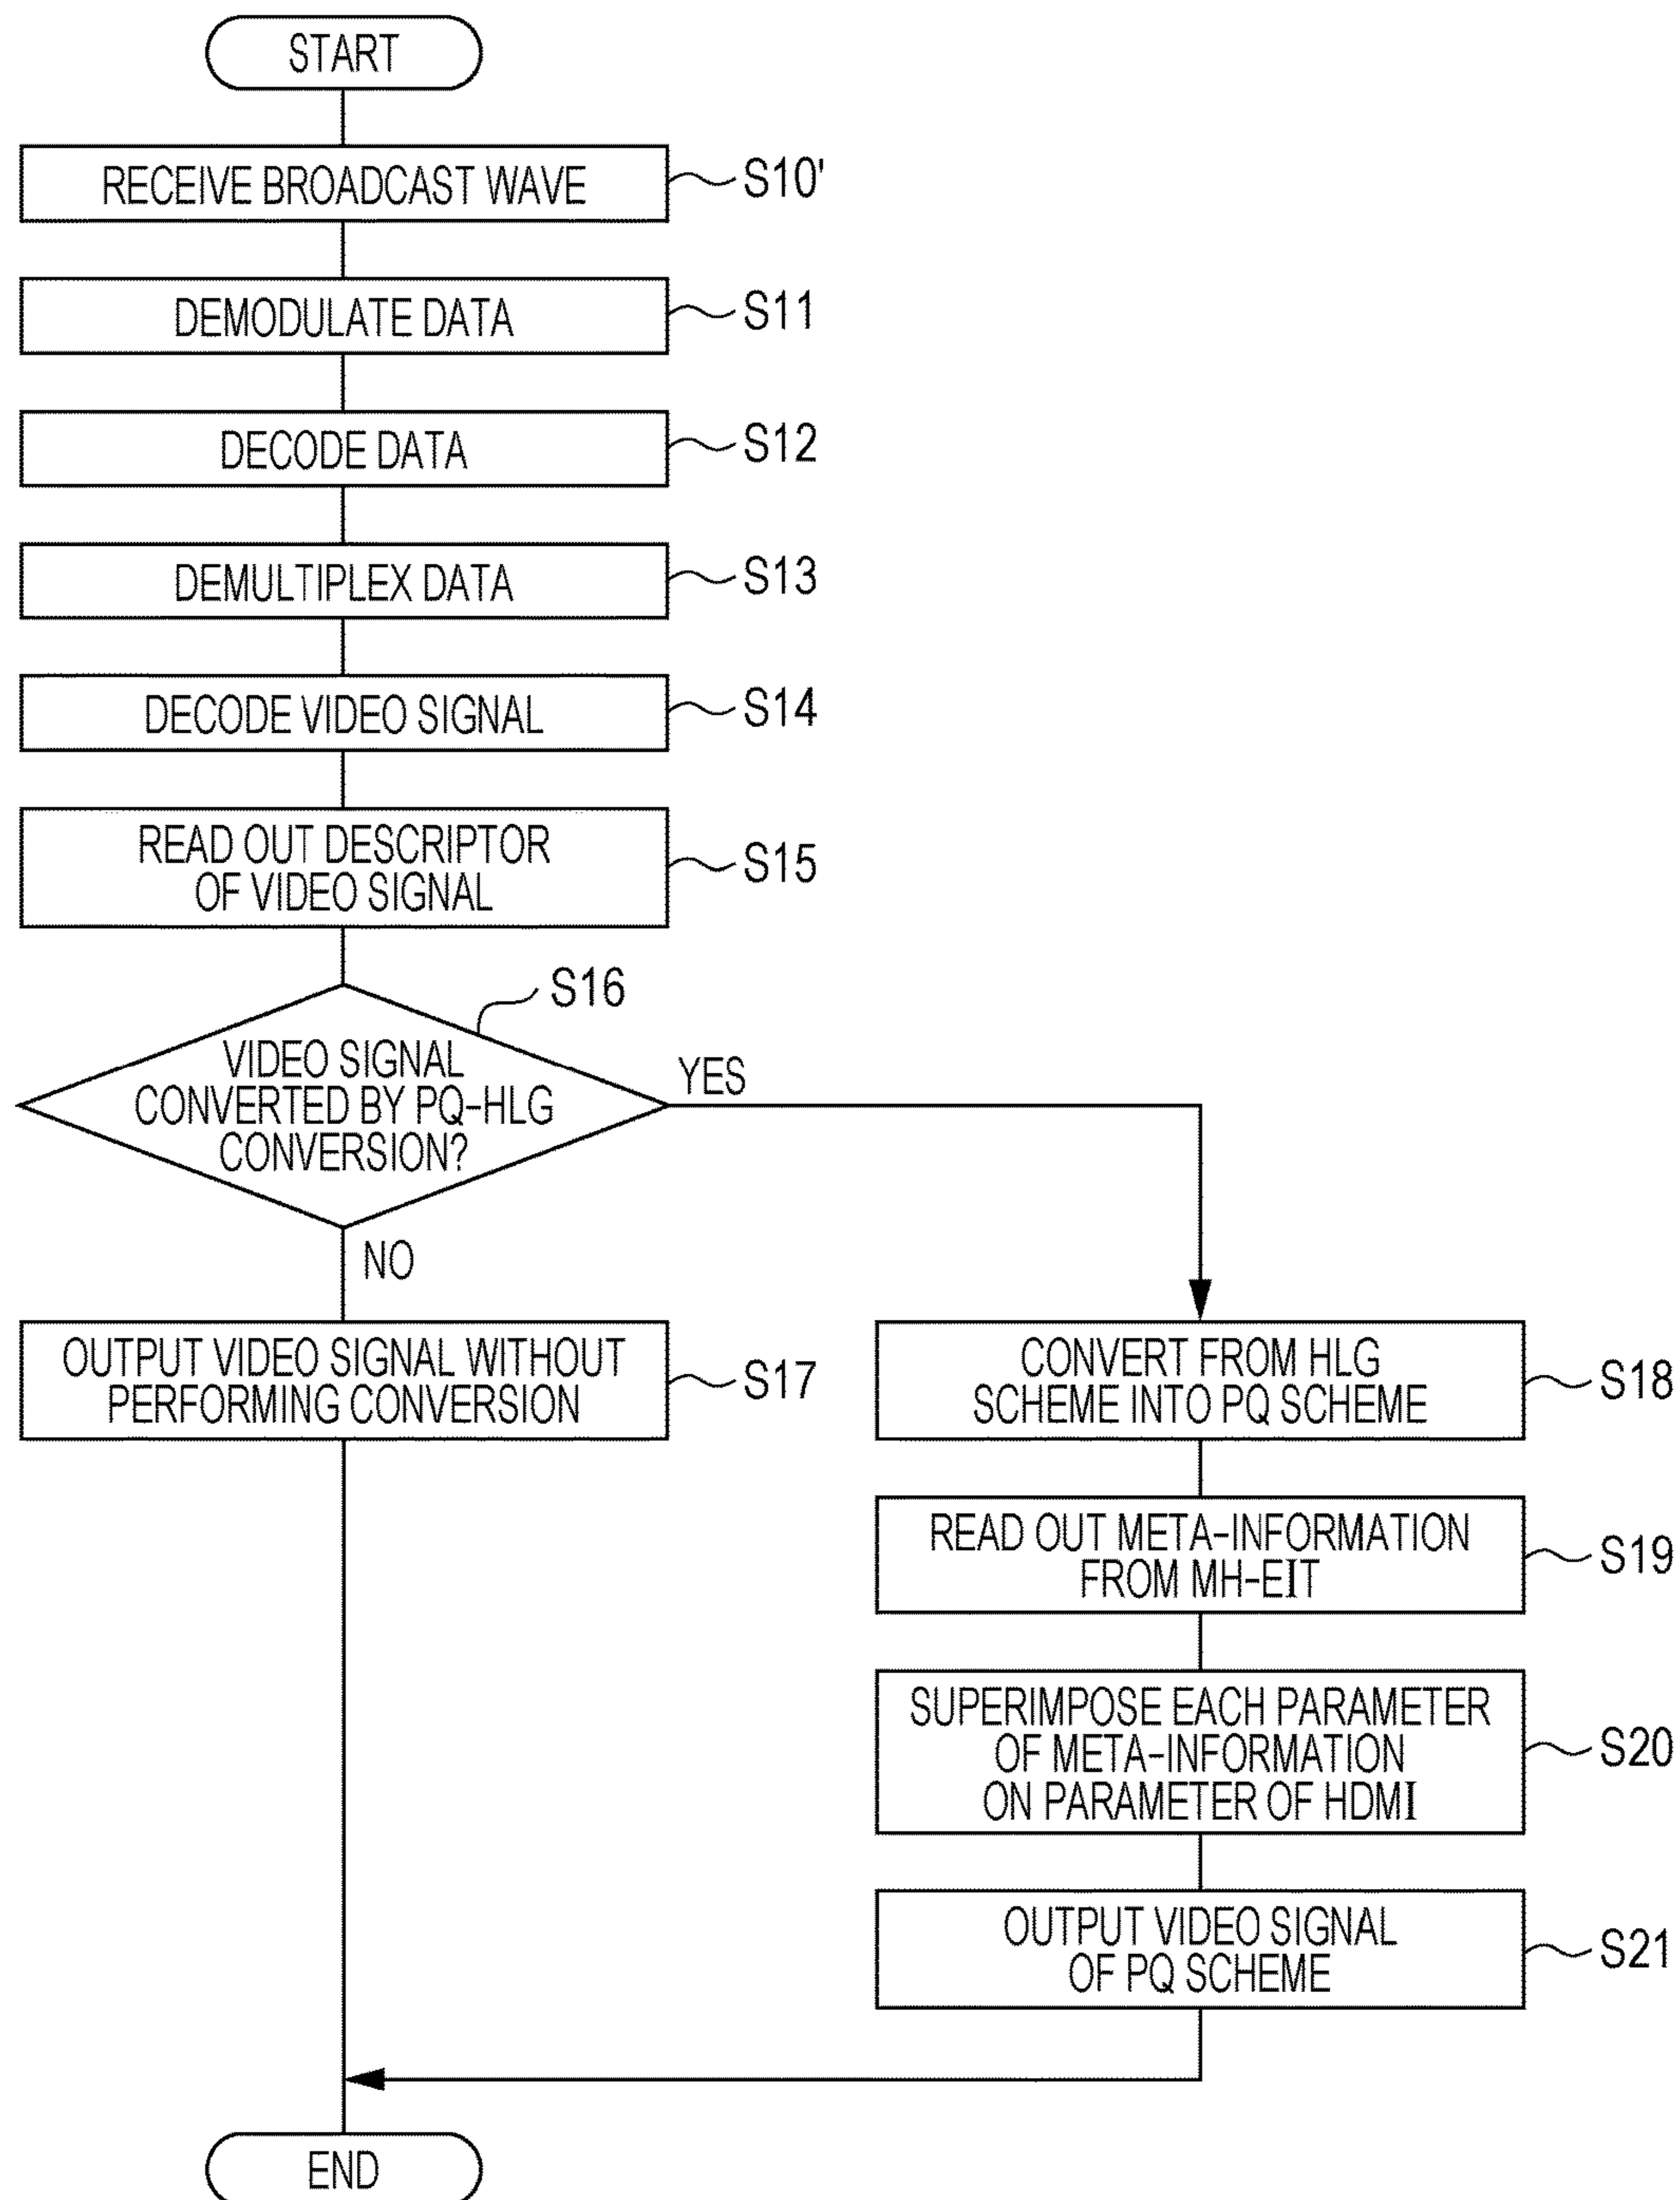 START
RECEIVE BROADCAST WAVE
S10'
DEMODULATE DATA
S11
DECODE DATA
S12
DEMULTIPLEX DATA
S13
DECODE VIDEO SIGNAL
S14
READ OUT DESCRIPTOR
OF VIDEO SIGNAL
S15
S16
VIDEO SIGNAL
CONVERTED BY PQ-HLG
CONVERSION?
YES
NO
OUTPUT VIDEO SIGNAL WITHOUT
PERFORMING CONVERSION
S17
CONVERT FROM HLG
SCHEME INTO PQ SCHEME
S18
READ OUT META-INFORMATION
FROM MH-EIT
S19
SUPERIMPOSE EACH PARAMETER
OF META-INFORMATION
ON PARAMETER OF HDMI
S20
OUTPUT VIDEO SIGNAL
OF PQ SCHEME
S21
END